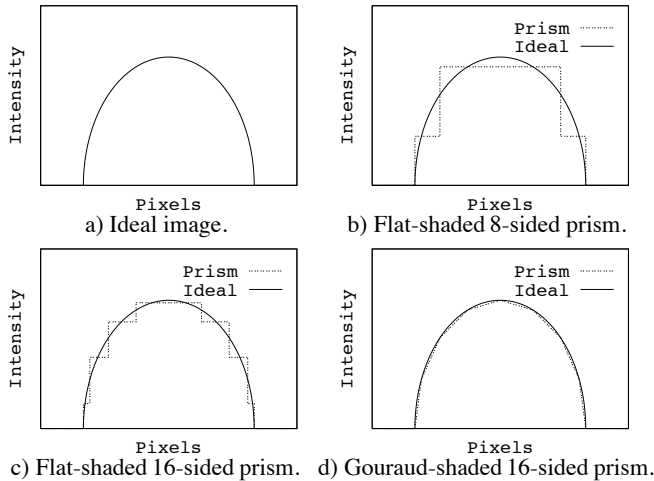 Intensity
Pixels
a) Ideal image.
Prism
Ideal
Intensity
Pixels
b) Flat-shaded 8-sided prism.
Prism
Ideal
Intensity
Pixels
c) Flat-shaded 16-sided prism.
Prism
Ideal
Intensity
Pixels
d) Gouraud-shaded 16-sided prism.